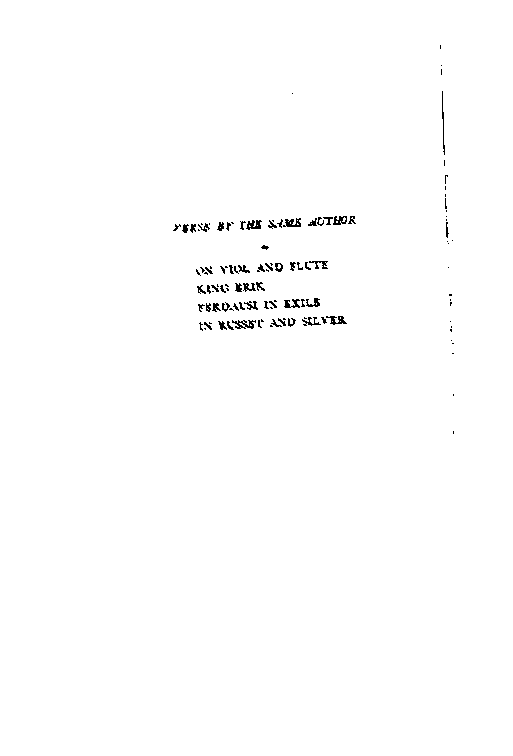 VERSE BY THE SAME AUTHOR
ON VIOL AND FLUTE
KING ERIK
FERDAUSI IN EXILE
IN RUSSET AND SILVER